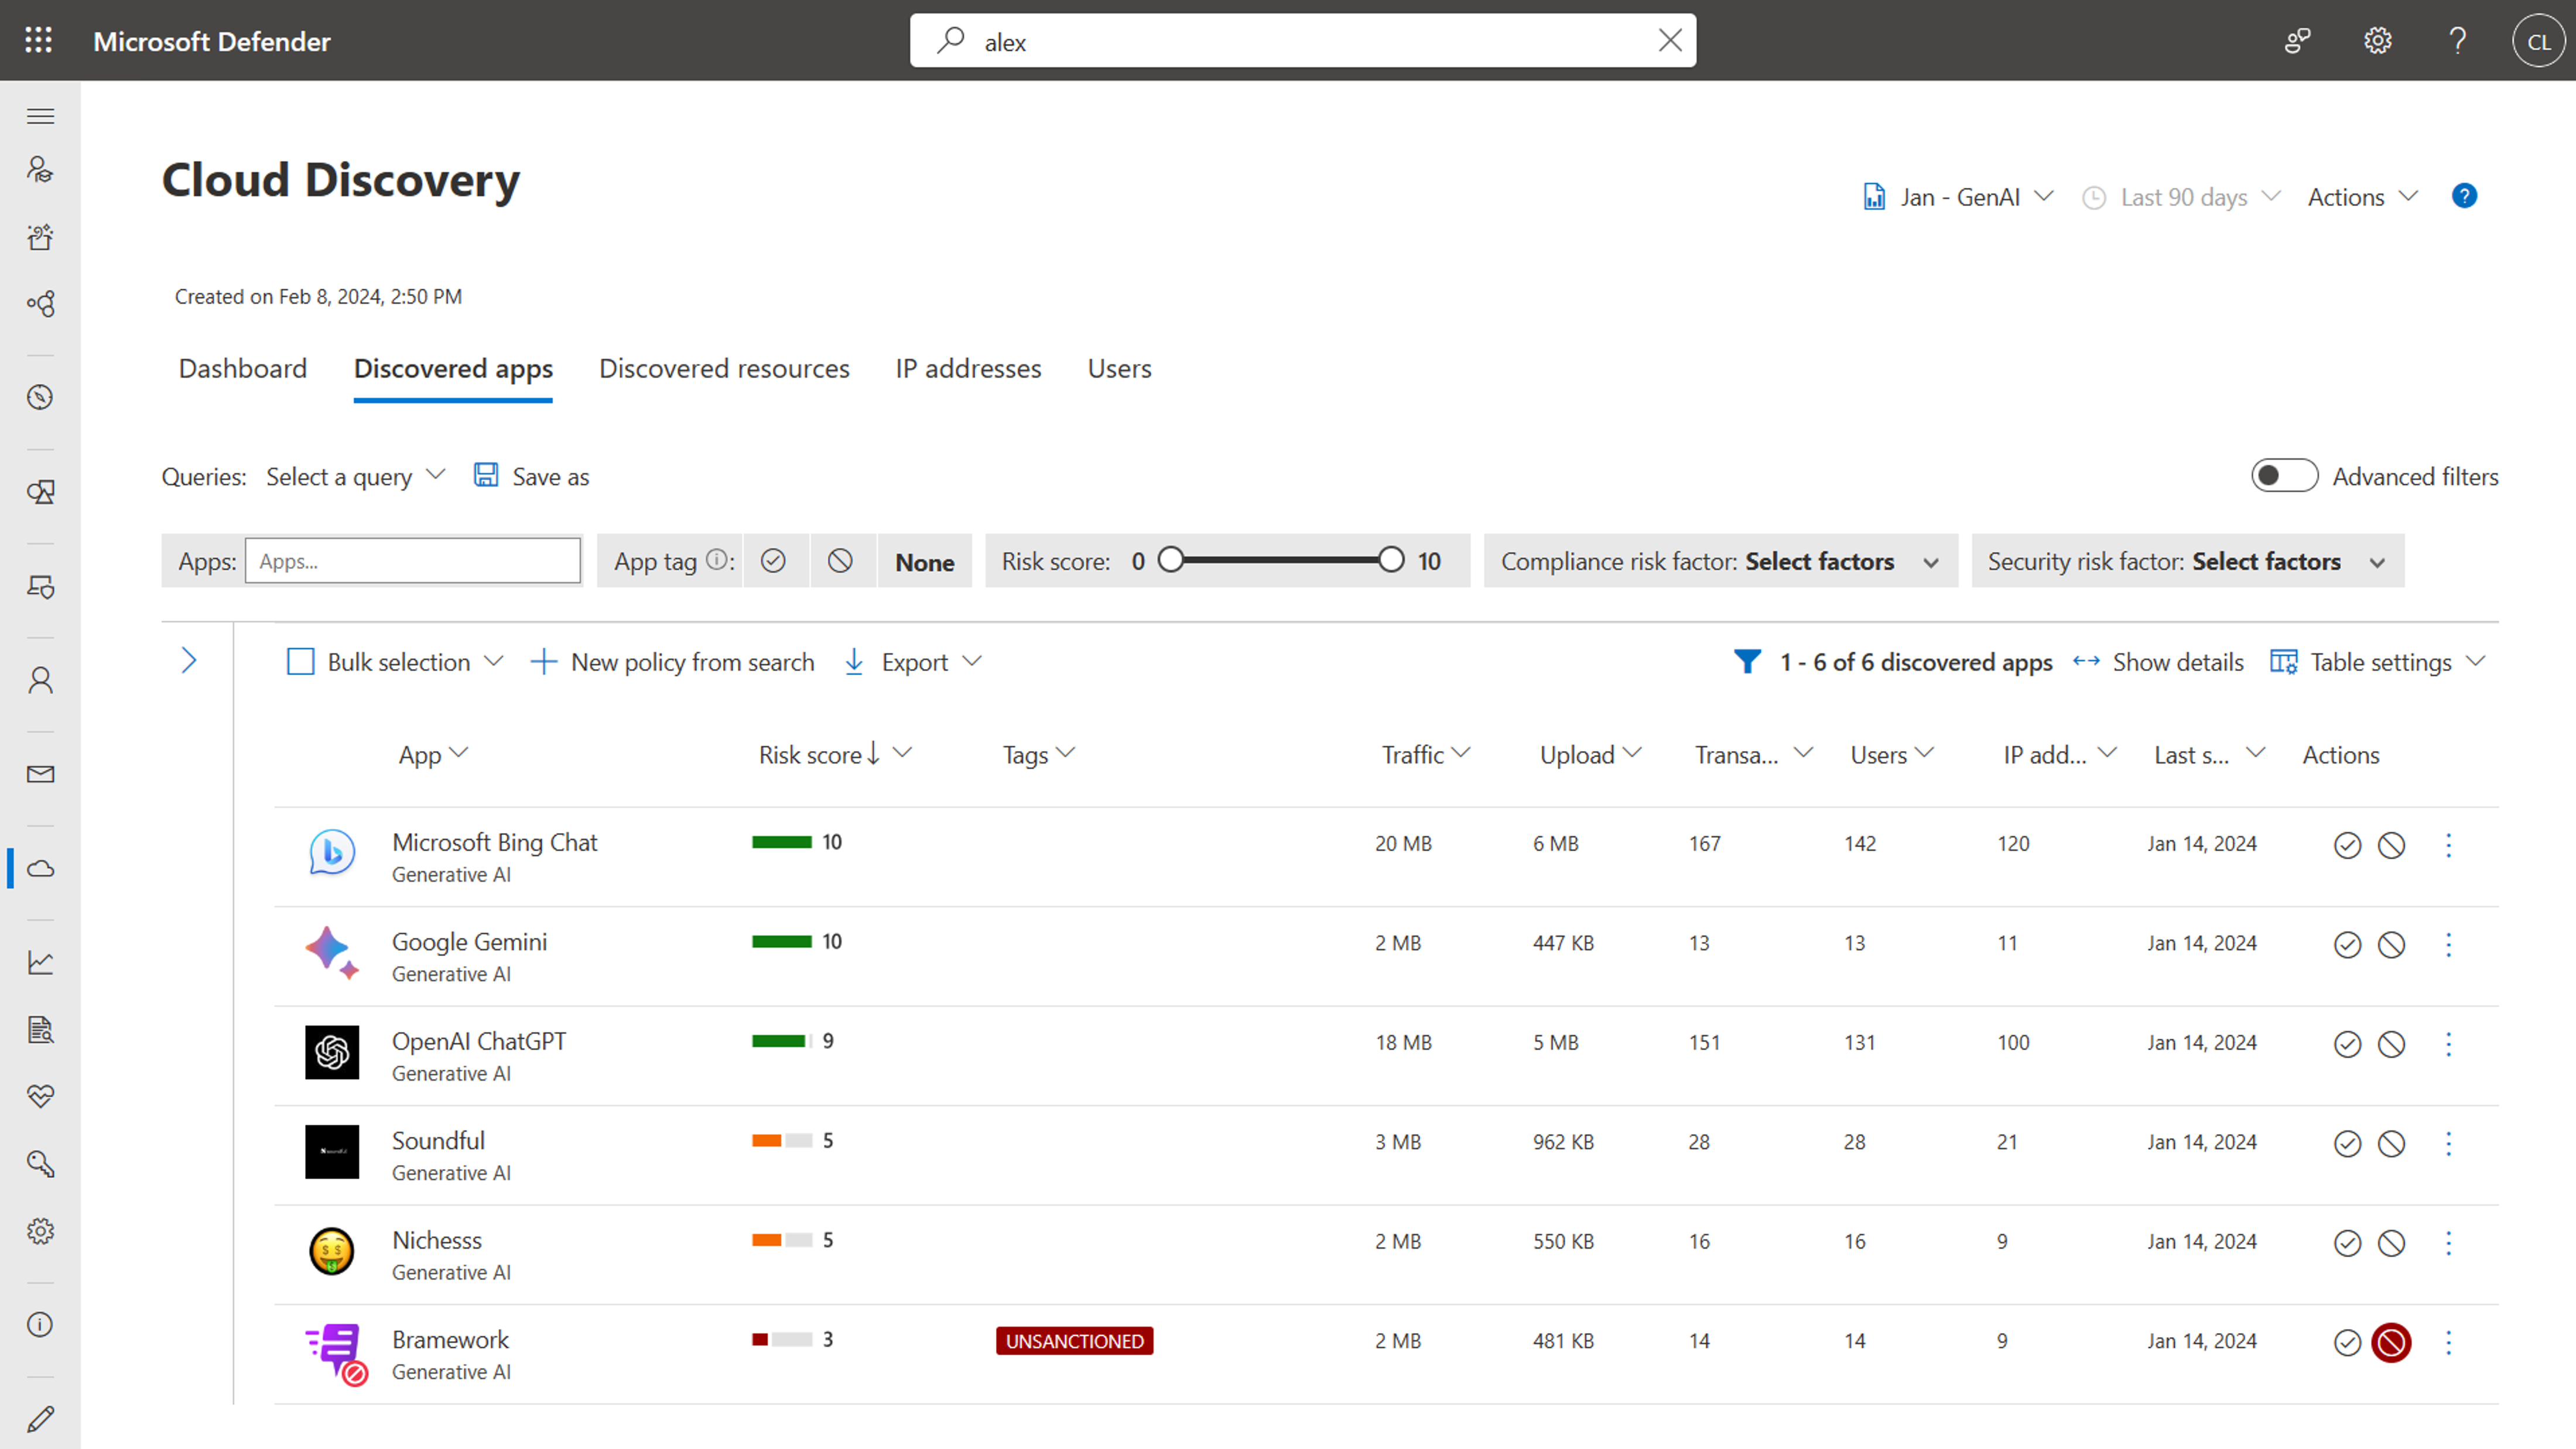 Microsoft Defender
alex
CL
Cloud Discovery
Jan - GenAI
Last 90 days
Actions
?
Created on Feb 8, 2024, 2:50 PM
Dashboard Discovered apps Discovered resources IP addresses Users
Queries: Select a query Save as
Advanced filters
Apps: Apps... App tag : None Risk score: 0 10 Compliance risk factor: Select factors Security risk factor: Select factors
Bulk selection New policy from search Export 1 - 6 of 6 discovered apps Show details Table settings
App Risk score Tags Traffic Upload Transa... Users IP add... Last s... Actions
Microsoft Bing Chat 10 20 MB 6 MB 167 142 120 Jan 14, 2024
Generative AI
Google Gemini 10 2 MB 447 KB 13 13 11 Jan 14, 2024
Generative AI
OpenAI ChatGPT 9 18 MB 5 MB 151 131 100 Jan 14, 2024
Generative AI
Soundful 5 3 MB 962 KB 28 28 21 Jan 14, 2024
Generative AI
Nichesss 5 2 MB 550 KB 16 16 9 Jan 14, 2024
Generative AI
Bramework 3 UNSANCTIONED 2 MB 481 KB 14 14 9 Jan 14, 2024
Generative AI